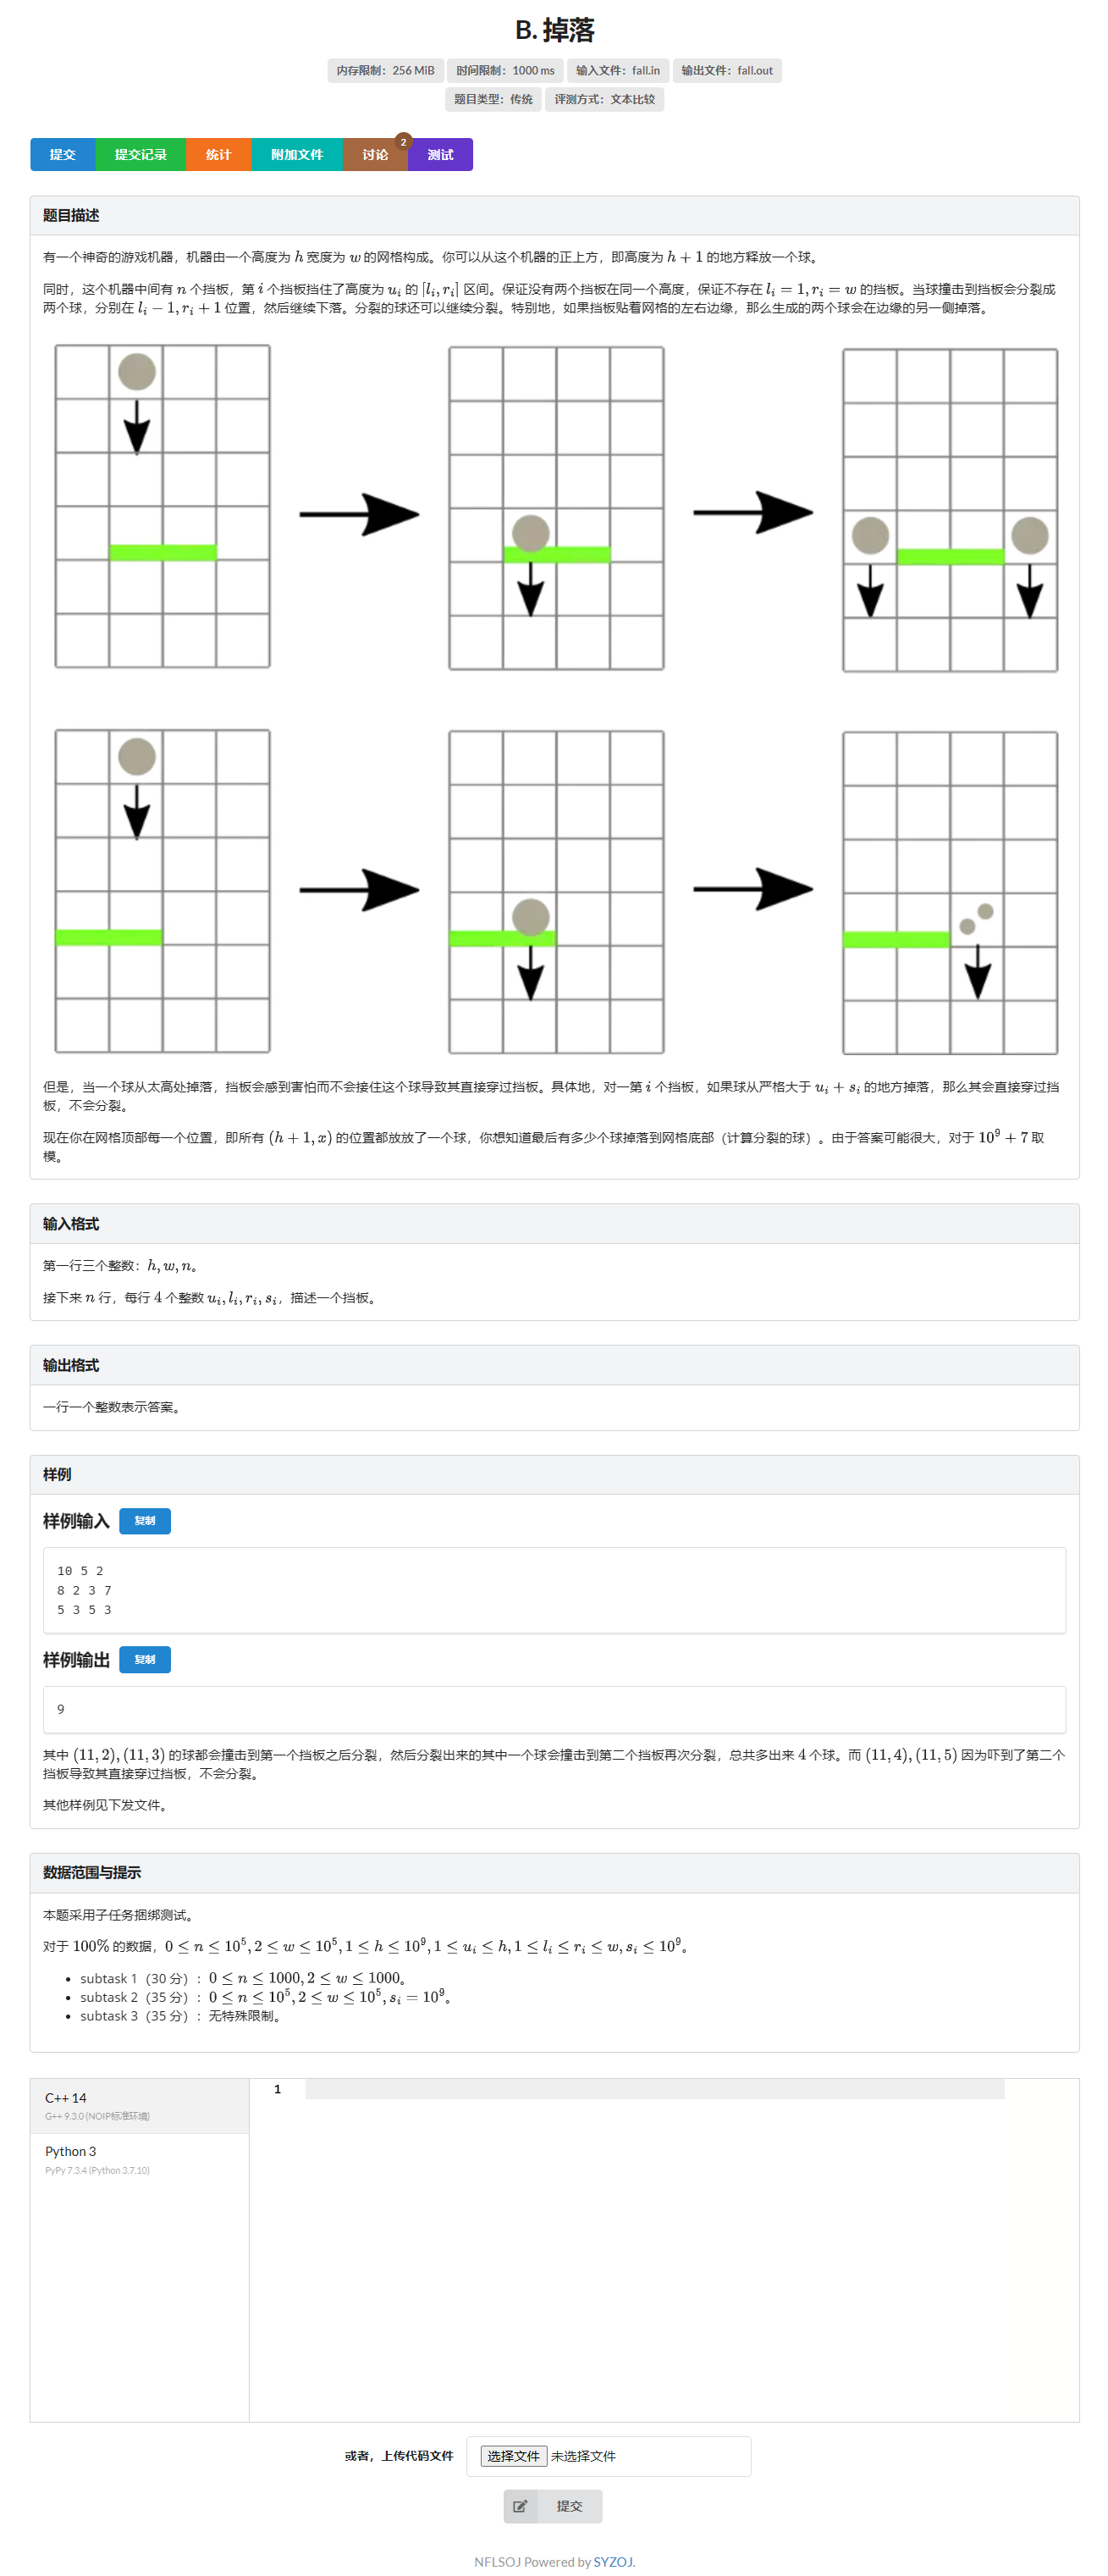 B. 掉落
内存限制：256 MiB 时间限制：1000 ms 输入文件：fall.in 输出文件：fall.out
题目类型：传统 评测方式：文本比较
提交 提交记录 统计 附加文件 讨论 2 测试
题目描述
有一个神奇的游戏机器，机器由一个高度为 h 宽度为 w 的网格构成。你可以从这个机器的正上方，即高度为 h + 1 的地方释放一个球。
同时，这个机器中间有 n 个挡板，第 i 个挡板挡住了高度为 u_i 的 [l_i, r_i] 区间。保证没有两个挡板在同一个高度，保证不存在 l_i = 1, r_i = w 的挡板。当球撞击到挡板会分裂成
两个球，分别在 l_i − 1, r_i + 1 位置，然后继续下落。分裂的球还可以继续分裂。特别地，如果挡板贴着网格的左右边缘，那么生成的两个球会在边缘的另一侧掉落。
但是，当一个球从太高处掉落，挡板会感到害怕而不会接住这个球导致其直接穿过挡板。具体地，对一第 i 个挡板，如果球从严格大于 u_i + s_i 的地方掉落，那么其会直接穿过挡
板，不会分裂。
现在你在网格顶部每一个位置，即所有 (h + 1, x) 的位置都放放了一个球，你想知道最后有多少个球掉落到网格底部（计算分裂的球）。由于答案可能很大，对于 10^9 + 7 取
模。
输入格式
第一行三个整数：h, w, n。
接下来 n 行，每行 4 个整数 u_i, l_i, r_i, s_i，描述一个挡板。
输出格式
一行一个整数表示答案。
样例
样例输入 复制
10 5 2
8 2 3 7
5 3 5 3
样例输出 复制
9
其中 (11, 2), (11, 3) 的球都会撞击到第一个挡板之后分裂，然后分裂出来的其中一个球会撞击到第二个挡板再次分裂，总共多出来 4 个球。而 (11, 4), (11, 5) 因为吓到了第二个
挡板导致其直接穿过挡板，不会分裂。
其他样例见下发文件。
数据范围与提示
本题采用子任务捆绑测试。
对于 100% 的数据，0 ≤ n ≤ 10^5, 2 ≤ w ≤ 10^5, 1 ≤ h ≤ 10^9, 1 ≤ u_i ≤ h, 1 ≤ l_i ≤ r_i ≤ w, s_i ≤ 10^9。
• subtask 1（30 分）：0 ≤ n ≤ 1000, 2 ≤ w ≤ 1000。
• subtask 2（35 分）：0 ≤ n ≤ 10^5, 2 ≤ w ≤ 10^5, s_i = 10^9。
• subtask 3（35 分）：无特殊限制。
C++ 14
G++ 9.3.0 (NOIP标准环境)
1
Python 3
PyPy 7.3.4 (Python 3.7.10)
或者，上传代码文件 选择文件 未选择文件
提交
NFLSOJ Powered by SYZOJ.